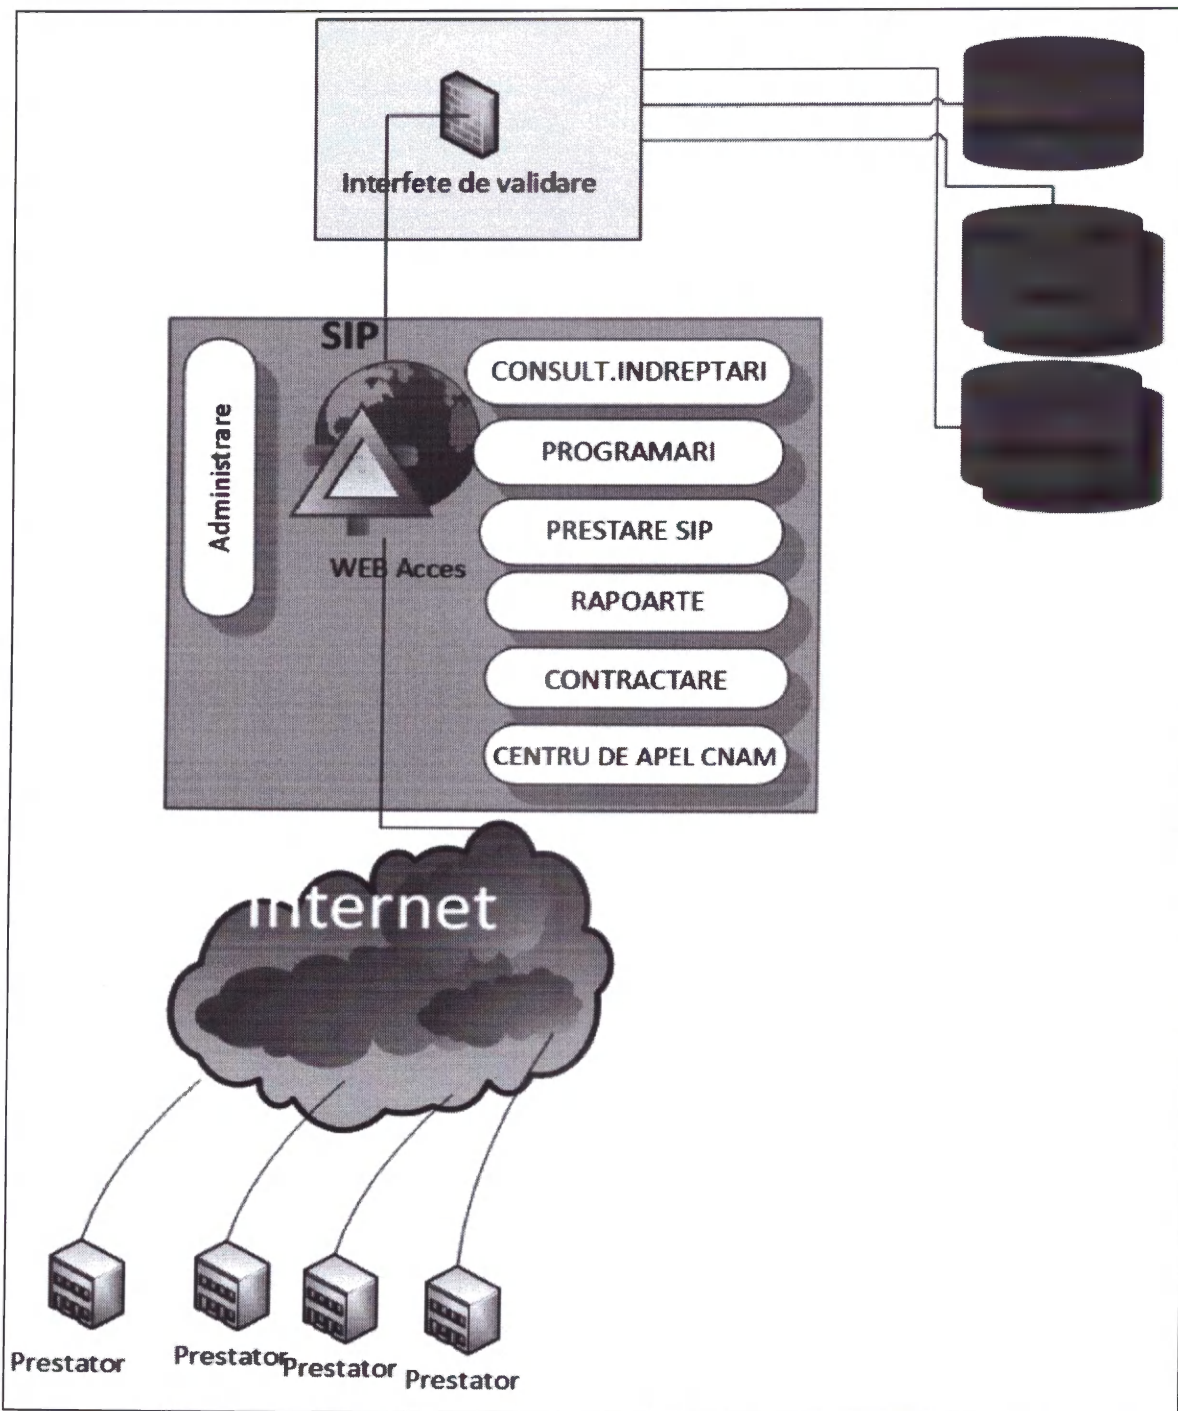 Interfete de validare
SIP
Administrare
WEB Acces
CONSULT.INDREPTARI
PROGRAMARI
PRESTARE SIP
RAPOARTE
CONTRACTARE
CENTRU DE APEL CNAM
Internet
Prestator
Prestator
Prestator
Prestator